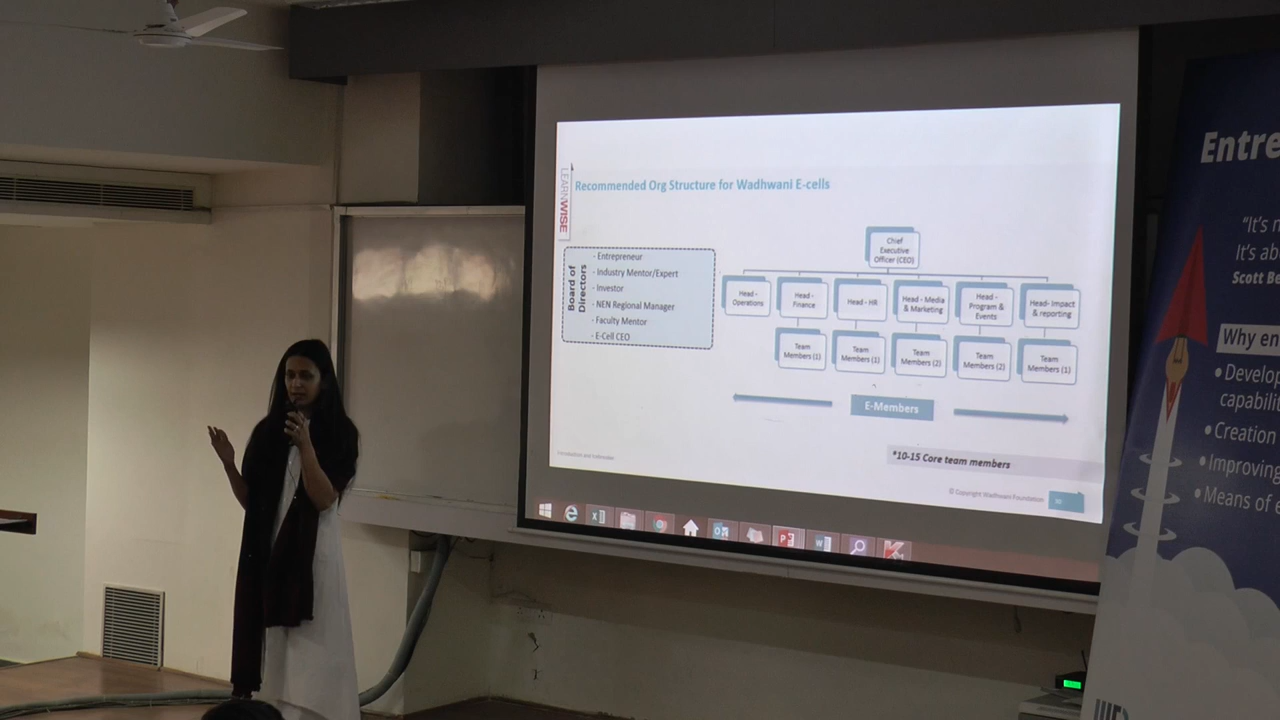 Recommended Org Structure for Wadhwani E-cells
LEARNWISE
Board of
Directors
- Entrepreneur
- Industry Mentor/Expert
- Investor
- NEN Regional Manager
- Faculty Mentor
- E-Cell CEO
Chief
Executive
Officer (CEO)
Head -
Operations
Head -
Finance
Head - HR
Head - Media
& Marketing
Head -
Program &
Events
Head- Impact
& reporting
Team
Members (1)
Team
Members (1)
Team
Members (2)
Team
Members (2)
Team
Members (1)
E-Members
*10-15 Core team members
© Copyright Wadhwani Foundation
Entre
"It's
It's ab
Scott Be
Why en
• Develop
capabilit
• Creation
• Improving
• Means of e